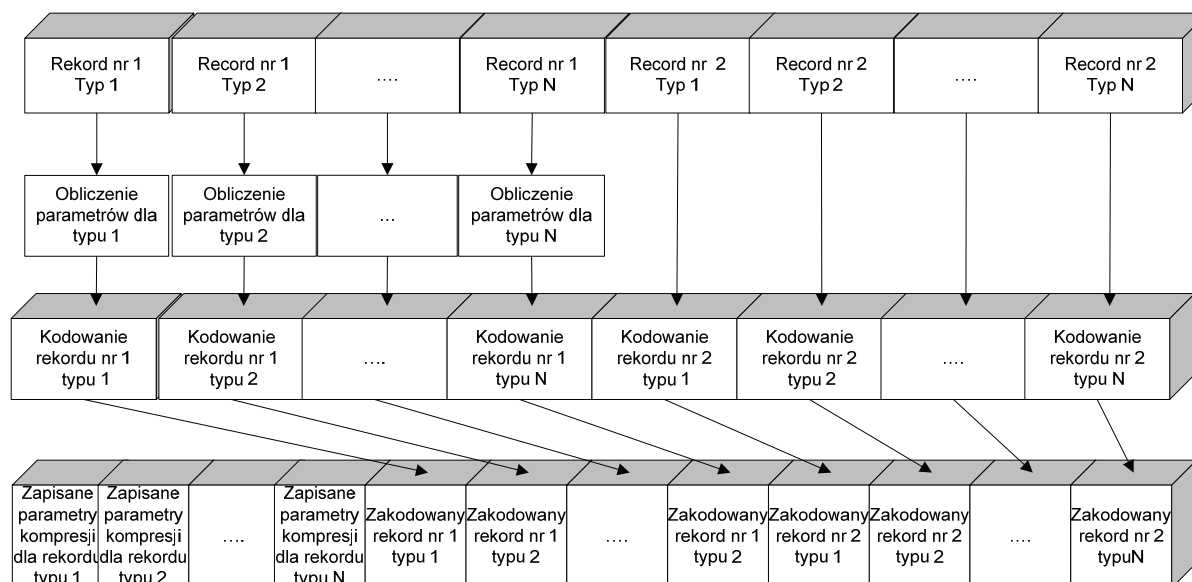 Rekord nr 1
Typ 1
Record nr 1
Typ 2
....
Record nr 1
Typ N
Record nr 2
Typ 1
Record nr 2
Typ 2
....
Record nr 2
Typ N
Obliczenie
parametrów dla
typu 1
Obliczenie
parametrów dla
typu 2
...
Obliczenie
parametrów dla
typu N
Kodowanie
rekordu nr 1
typu 1
Kodowanie
rekordu nr 1
typu 2
....
Kodowanie
rekordu nr 1
typu N
Kodowanie
rekordu nr 2
typu 1
Kodowanie
rekordu nr 2
typu 2
....
Kodowanie
rekordu nr 2
typu N
Zapisane
parametry
kompresji
dla rekordu
typu 1
Zapisane
parametry
kompresji
dla rekordu
typu 2
....
Zapisane
parametry
kompresji
dla rekordu
typu N
Zakodowany
rekord nr 1
typu 1
Zakodowany
rekord nr 1
typu 2
....
Zakodowany
rekord nr 1
typu 2
Zakodowany
rekord nr 2
typu 1
Zakodowany
rekord nr 2
typu 2
....
Zakodowany
rekord nr 2
typuN